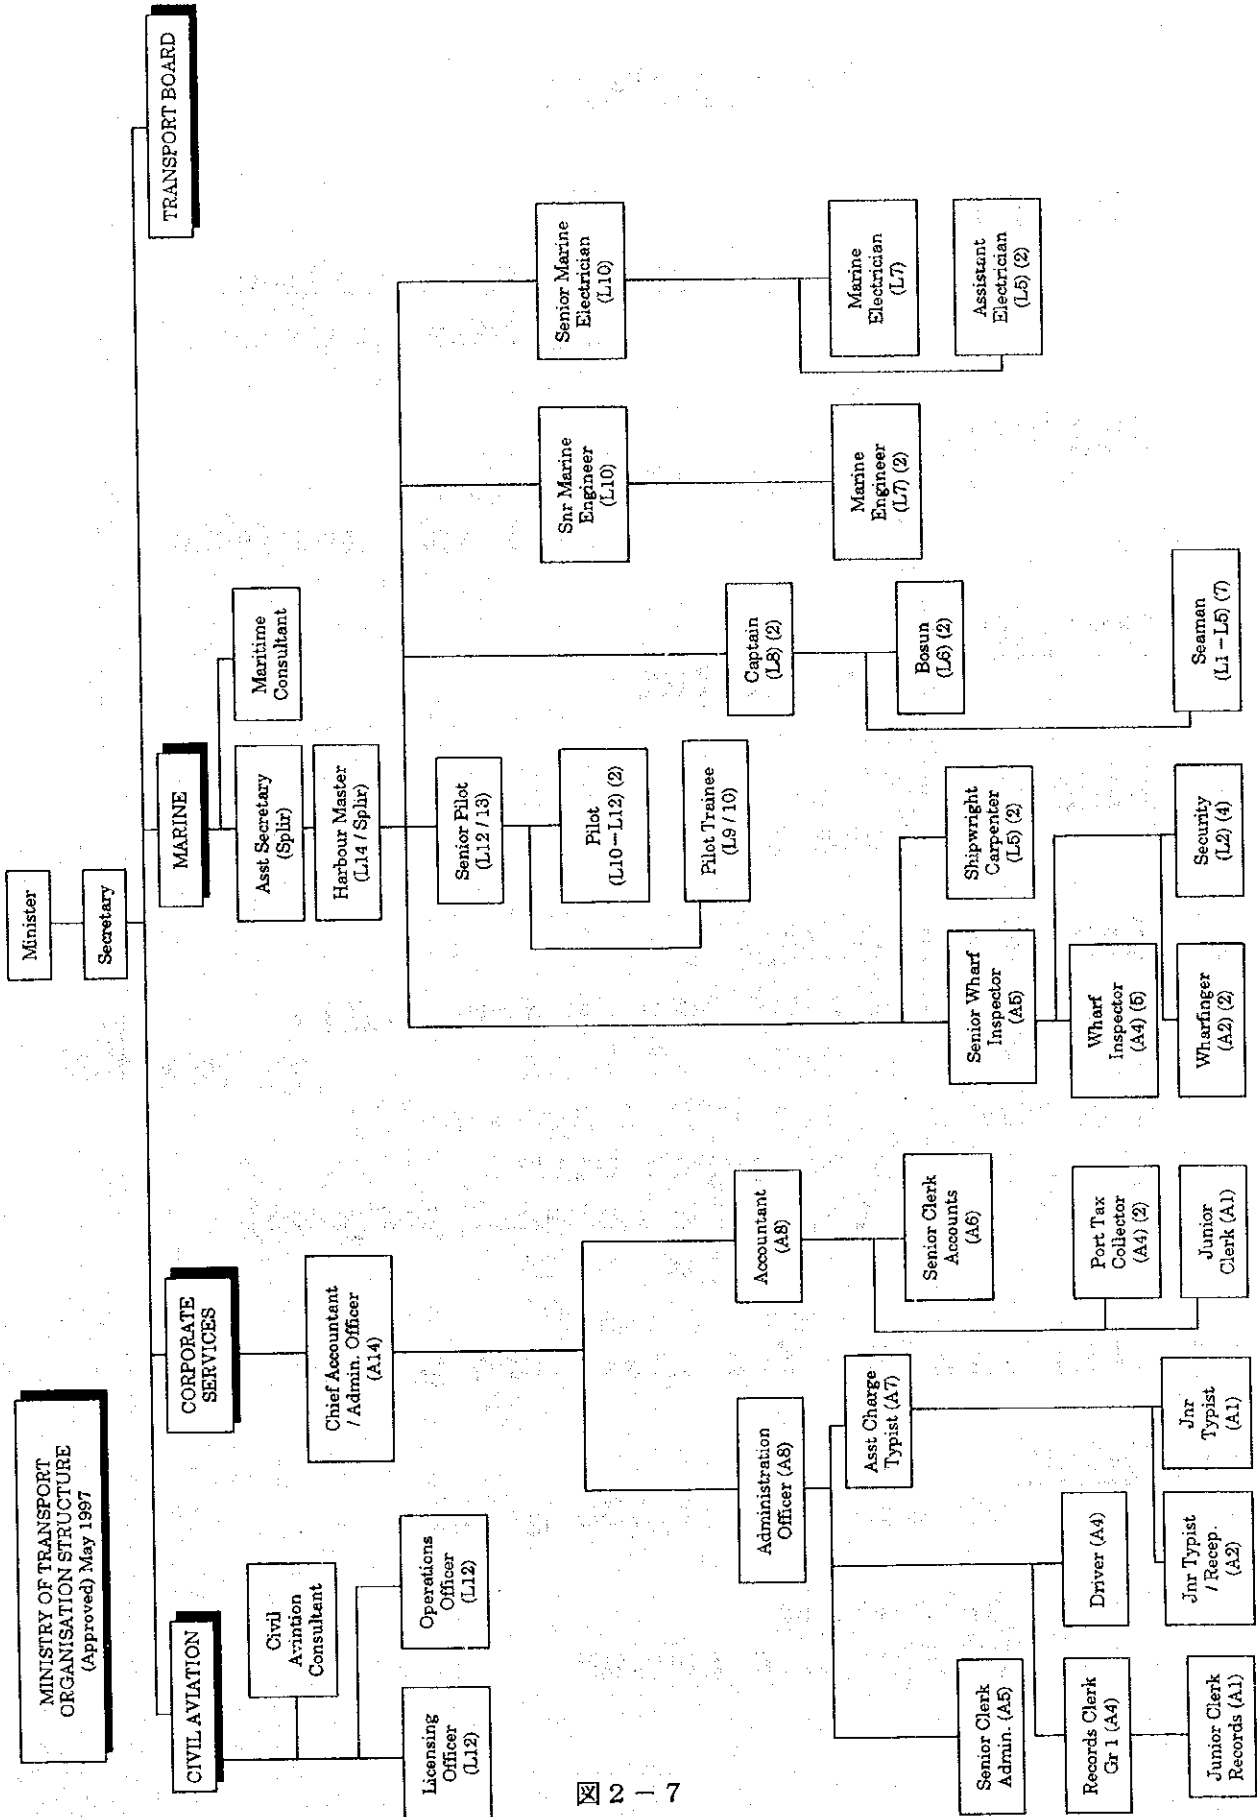 MINISTRY OF TRANSPORT
ORGANISATION STRUCTURE
(Approved) May 1997
Minister
Secretary
CIVIL AVIATION
CORPORATE
SERVICES
MARINE
TRANSPORT BOARD
Civil
Avintion
Consultant
Licensing
Officer
(L12)
Operations
Officer
(L12)
Chief Accountant
/ Admin. Officer
(A14)
Administration
Officer (A8)
Accountant
(A8)
Asst Charge
Typist (A7)
Senior Clerk
Admin. (A5)
Records Clerk
Gr 1 (A4)
Driver (A4)
Junior Clerk
Records (A1)
Jnr Typist
/ Recep.
(A2)
Jnr
Typist
(A1)
Senior Clerk
Accounts
(A6)
Port Tax
Collector
(A4) (2)
Junior
Clerk (A1)
Asst Secretary
(Splir)
Maritime
Consultant
Harbour Master
(L14 / Splir)
Senior Pilot
(L12 / 13)
Pilot
(L10-L12) (2)
Pilot Trainee
(L9 / 10)
Senior Wharf
Inspector
(A5)
Shipwright
Carpenter
(L5) (2)
Wharf
Inspector
(A4) (5)
Wharfinger
(A2) (2)
Security
(L2) (4)
Captain
(L8) (2)
Bosun
(L6) (2)
Seaman
(L1-L5) (7)
Snr Marine
Engineer
(L10)
Marine
Engineer
(L7) (2)
Senior Marine
Electrician
(L10)
Marine
Electrician
(L7)
Assistant
Electrician
(L5) (2)
図 2 - 7